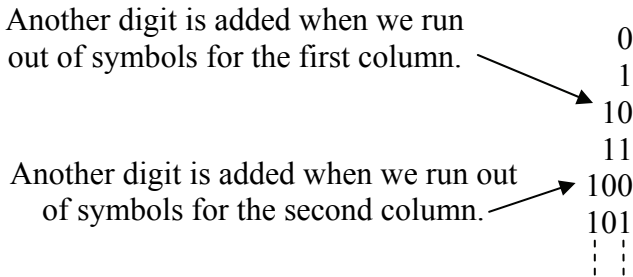 Another digit is added when we run
out of symbols for the first column.
0
1
10
11
Another digit is added when we run out
of symbols for the second column.
100
101